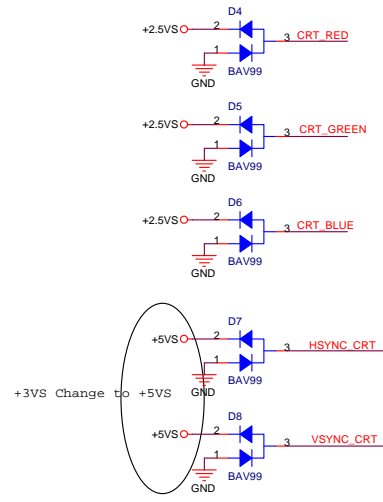 D4
+2.5VS 2
3 CRT_RED
1
BAV99
GND
D5
+2.5VS 2
3 CRT_GREEN
1
BAV99
GND
D6
+2.5VS 2
3 CRT_BLUE
1
BAV99
GND
D7
+5VS 2
3 HSYNC_CRT
1
BAV99
GND
+3VS Change to +5VS
D8
+5VS 2
3 VSYNC_CRT
1
BAV99
GND